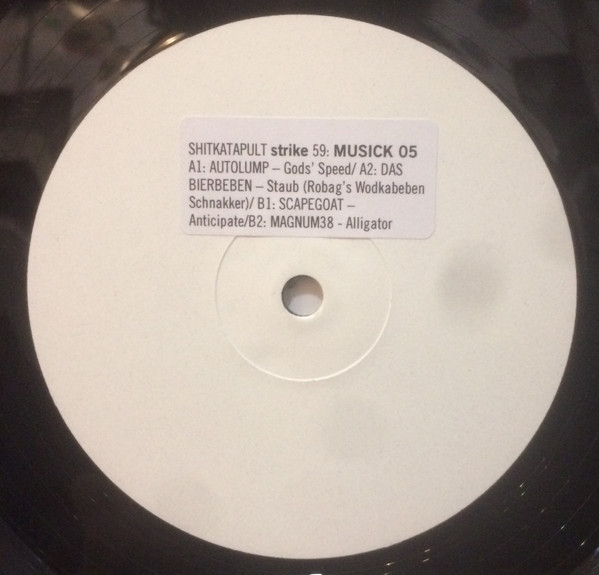 SHITKATAPULT strike 59: MUSICK 05
A1: AUTOLUMP – Gods' Speed/ A2: DAS
BIERBEBEN – Staub (Robag's Wodkabeben
Schnakker)/ B1: SCAPEGOAT –
Anticipate/B2: MAGNUM38 - Alligator